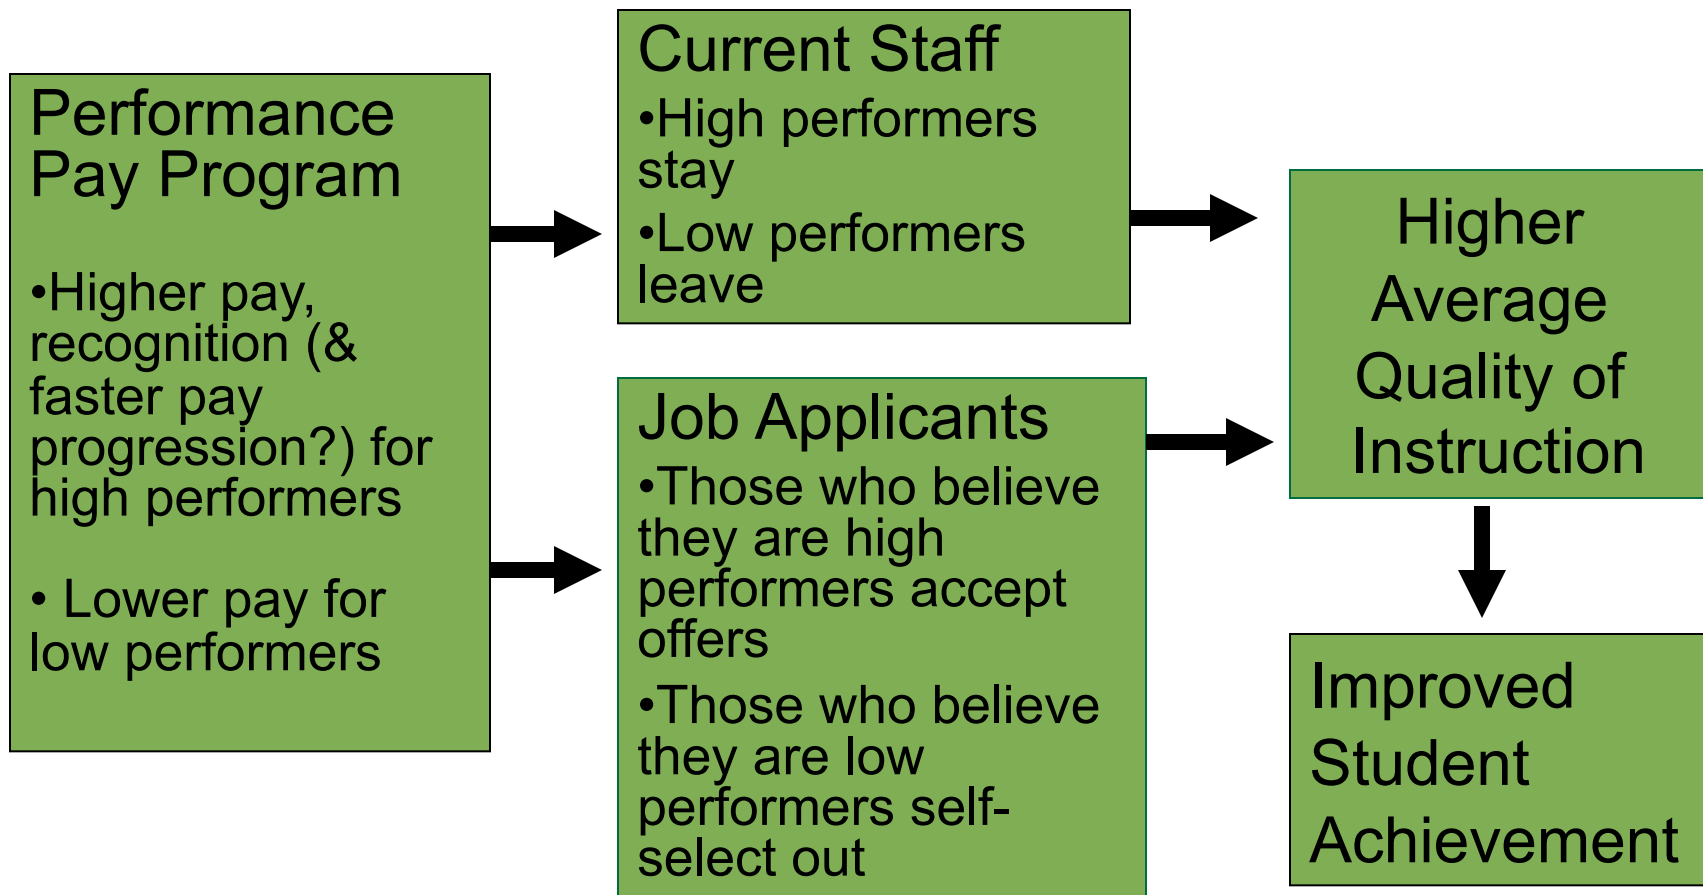 Performance
Pay Program
•Higher pay,
recognition (&
faster pay
progression?) for
high performers
• Lower pay for
low performers
Current Staff
•High performers
stay
•Low performers
leave
Job Applicants
•Those who believe
they are high
performers accept
offers
•Those who believe
they are low
performers self-
select out
Higher
Average
Quality of
Instruction
Improved
Student
Achievement